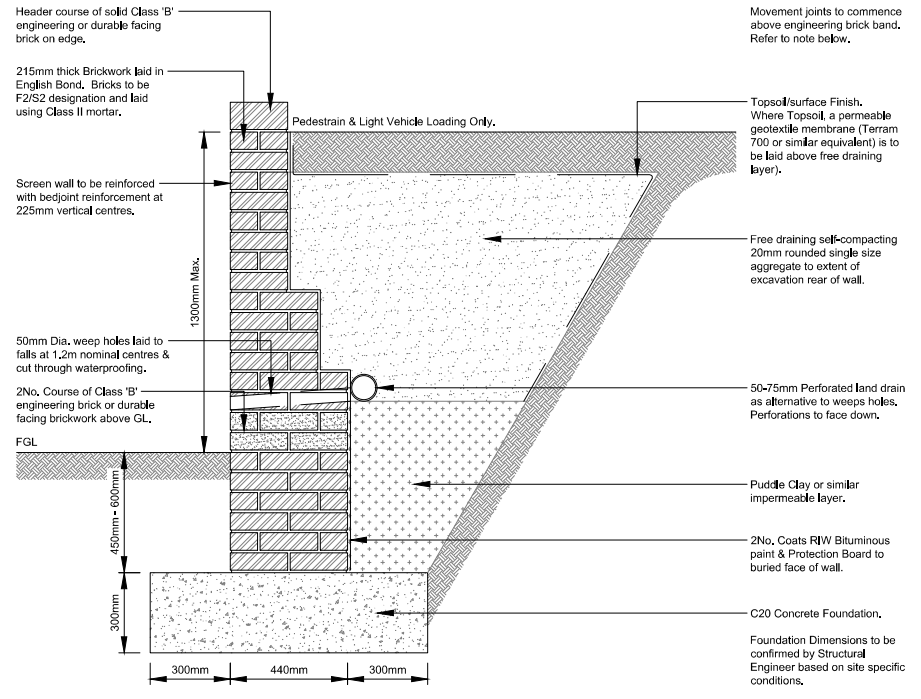 Header course of solid Class 'B'
engineering or durable facing
brick on edge.
215mm thick Brickwork laid in
English Bond. Bricks to be
F2/S2 designation and laid
using Class II mortar.
Screen wall to be reinforced
with bedjoint reinforcement at
225mm vertical centres.
50mm Dia. weep holes laid to
falls at 1.2m nominal centres &
cut through waterproofing.
2No. Course of Class 'B'
engineering brick or durable
facing brickwork above GL.
FGL
Pedestrain & Light Vehicle Loading Only.
1300mm Max.
450mm - 600mm
300mm
300mm
440mm
300mm
Movement joints to commence
above engineering brick band.
Refer to note below.
Topsoil/surface Finish.
Where Topsoil, a permeable
geotextile membrane (Terram
700 or similar equivalent) is to
be laid above free draining
layer).
Free draining self-compacting
20mm rounded single size
aggregate to extent of
excavation rear of wall.
50-75mm Perforated land drain
as alternative to weeps holes.
Perforations to face down.
Puddle Clay or similar
impermeable layer.
2No. Coats RIW Bituminous
paint & Protection Board to
buried face of wall.
C20 Concrete Foundation.
Foundation Dimensions to be
confirmed by Structural
Engineer based on site specific
conditions.